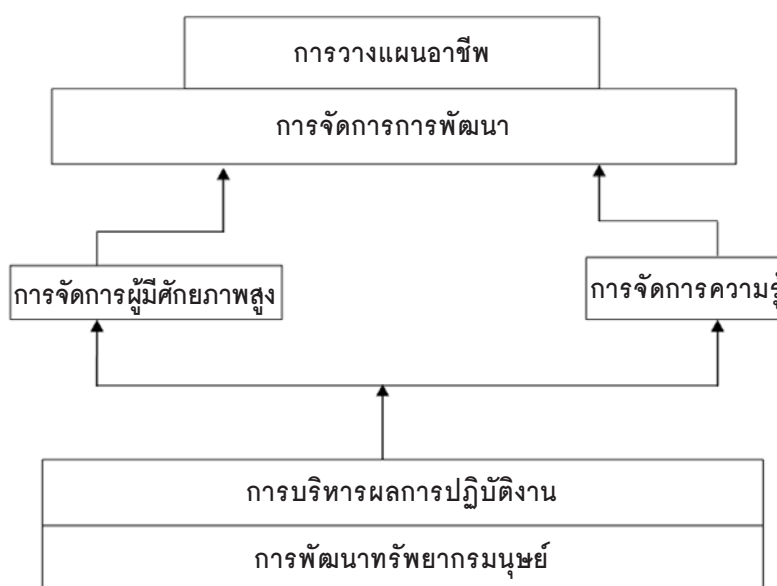 การวางแผนอาชีพ
การจัดการการพัฒนา
การจัดการผู้มีศักยภาพสูง
การจัดการความรู้
การบริหารผลการปฏิบัติงาน
การพัฒนาทรัพยากรมนุษย์